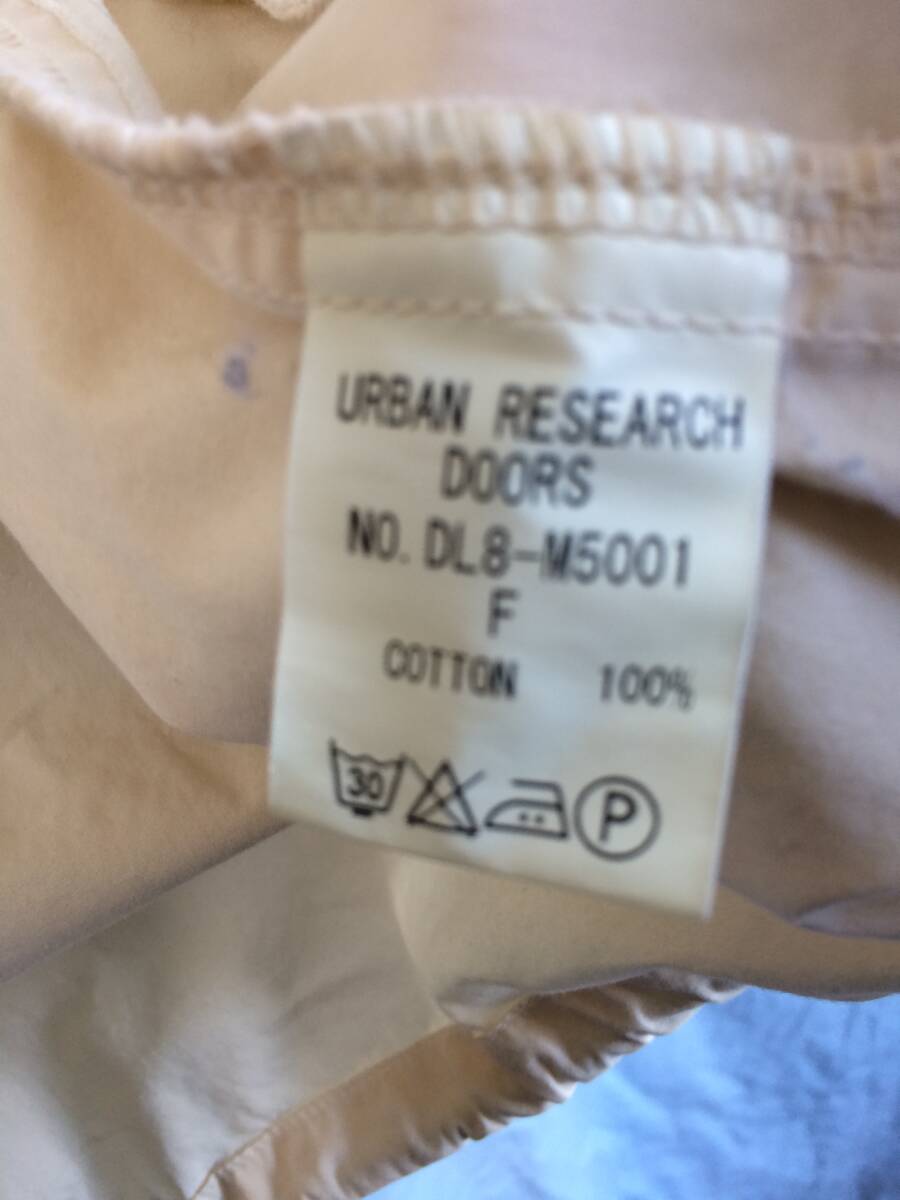 URBAN RESEARCH
DOORS
NO. DL8-M5001
F
COTTON 100%
30 P